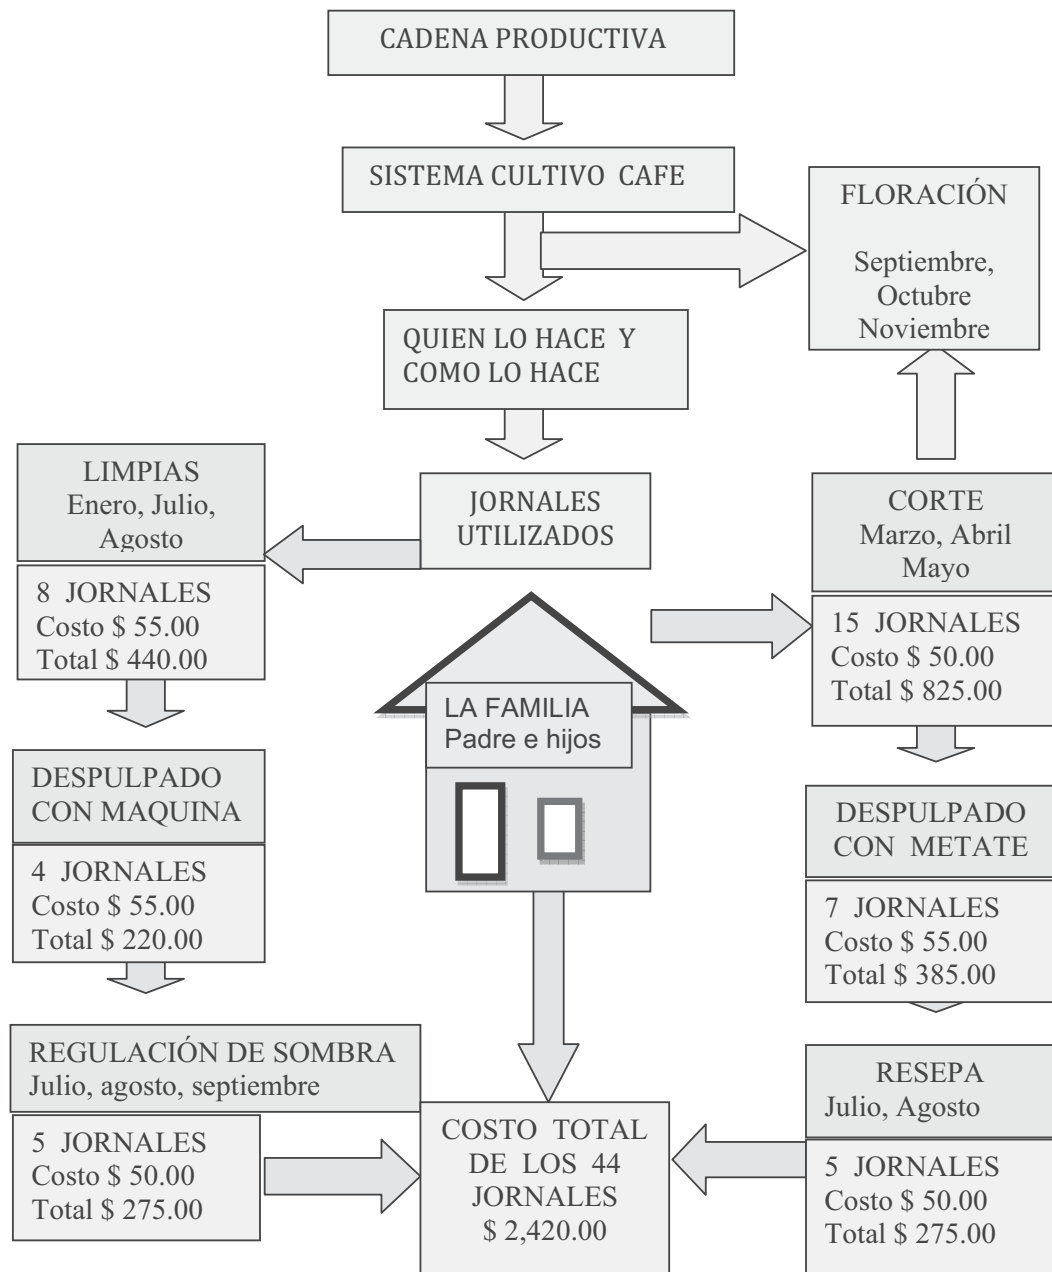 CADENA PRODUCTIVA
SISTEMA CULTIVO CAFE
FLORACIÓN
Septiembre,
Octubre
Noviembre
QUIEN LO HACE Y
COMO LO HACE
JORNALES
UTILIZADOS
LIMPIAS
Enero, Julio,
Agosto
8 JORNALES
Costo $ 55.00
Total $ 440.00
CORTE
Marzo, Abril
Mayo
15 JORNALES
Costo $ 50.00
Total $ 825.00
LA FAMILIA
Padre e hijos
DESPULPADO
CON MAQUINA
4 JORNALES
Costo $ 55.00
Total $ 220.00
DESPULPADO
CON METATE
7 JORNALES
Costo $ 55.00
Total $ 385.00
REGULACIÓN DE SOMBRA
Julio, agosto, septiembre
5 JORNALES
Costo $ 50.00
Total $ 275.00
COSTO TOTAL
DE LOS 44
JORNALES
$ 2,420.00
RESEPA
Julio, Agosto
5 JORNALES
Costo $ 50.00
Total $ 275.00